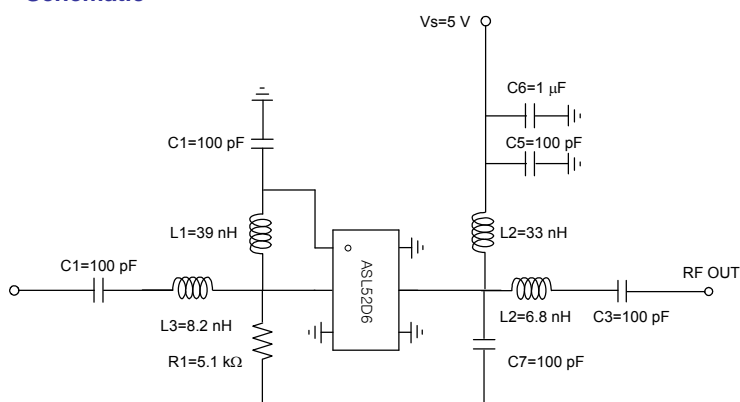 Schematic
Vs=5 V
C6=1 μF
C1=100 pF
C5=100 pF
L1=39 nH
L2=33 nH
ASL52D6
C1=100 pF
RF OUT
L3=8.2 nH
L2=6.8 nH
C3=100 pF
R1=5.1 kΩ
C7=100 pF